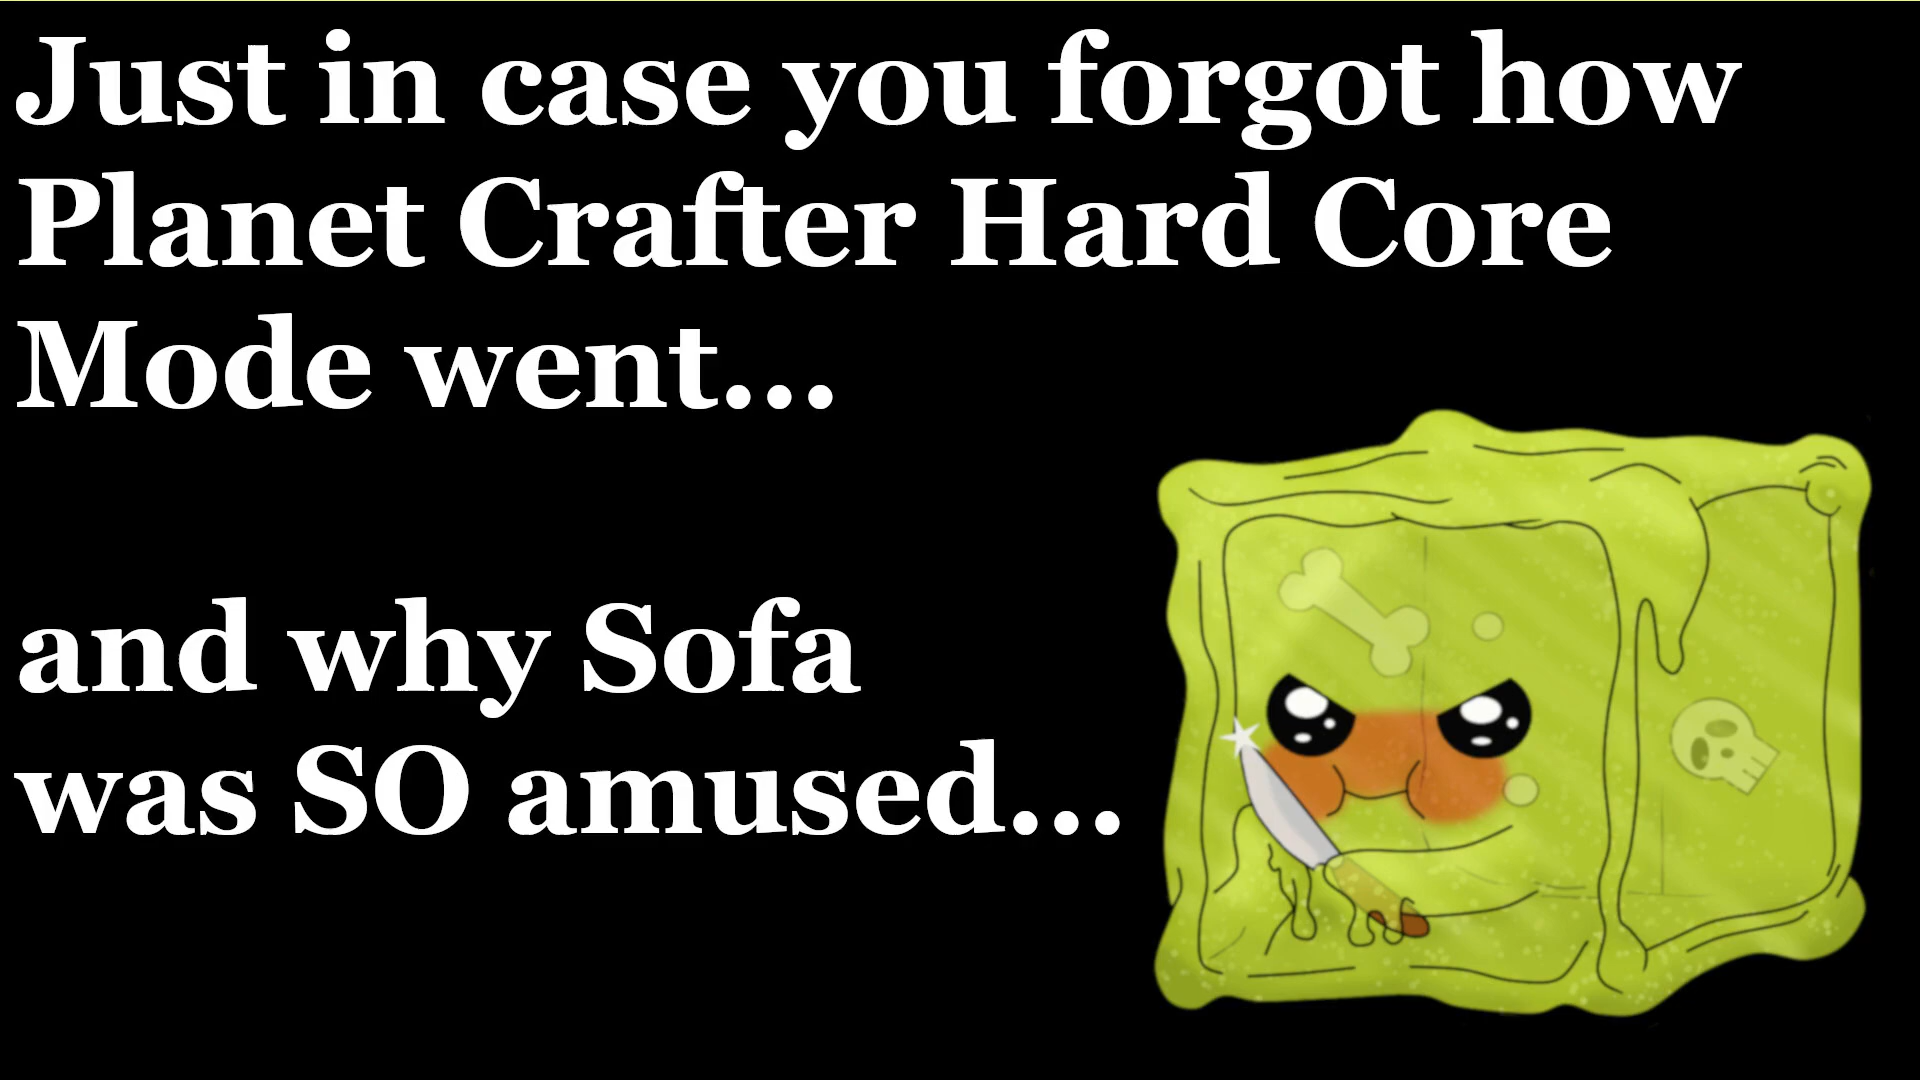 Just in case you forgot how
Planet Crafter Hard Core
Mode went...
and why Sofa
was SO amused...